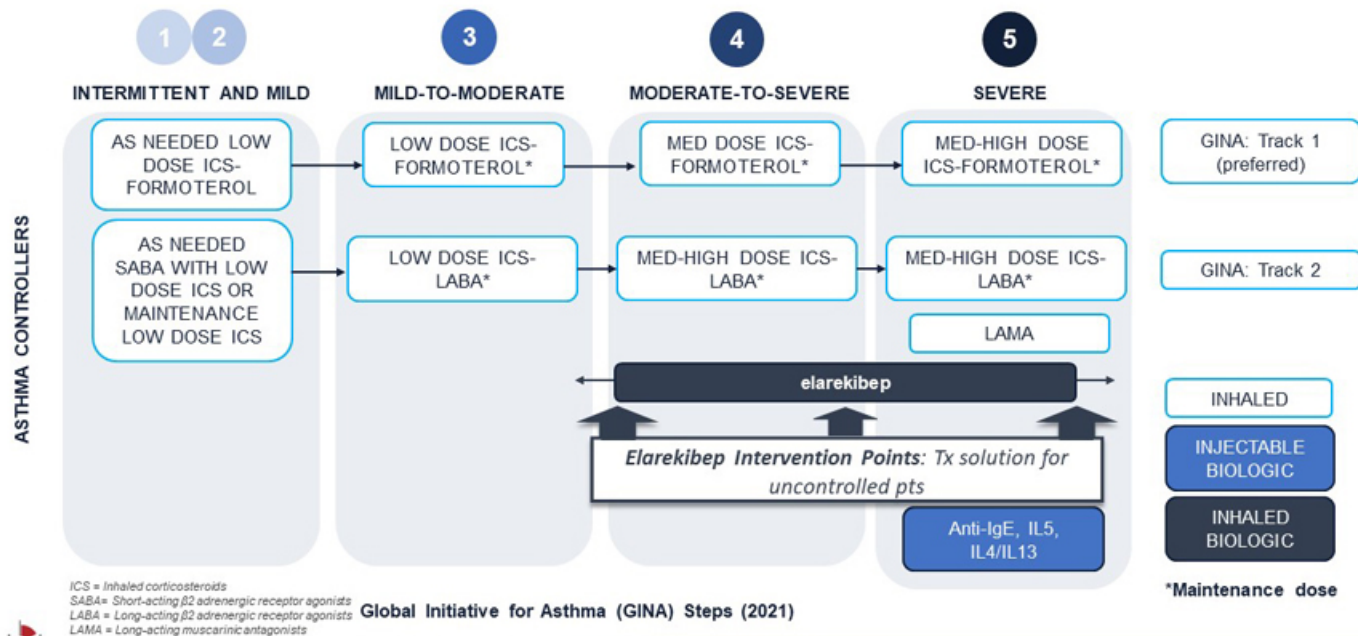 1
2
3
4
5
INTERMITTENT AND MILD
MILD-TO-MODERATE
MODERATE-TO-SEVERE
SEVERE
ASTHMA CONTROLLERS
AS NEEDED LOW
DOSE ICS-
FORMOTEROL
LOW DOSE ICS-
FORMOTEROL*
MED DOSE ICS-
FORMOTEROL*
MED-HIGH DOSE
ICS-FORMOTEROL*
GINA: Track 1
(preferred)
AS NEEDED
SABA WITH LOW
DOSE ICS OR
MAINTENANCE
LOW DOSE ICS
LOW DOSE ICS-
LABA*
MED-HIGH DOSE ICS-
LABA*
MED-HIGH DOSE ICS-
LABA*
GINA: Track 2
LAMA
elarekibep
Elarekibep Intervention Points: Tx solution for
uncontrolled pts
Anti-IgE, IL5,
IL4/IL13
INHALED
INJECTABLE
BIOLOGIC
INHALED
BIOLOGIC
*Maintenance dose
ICS = Inhaled corticosteroids
SABA= Short-acting β2 adrenergic receptor agonists
LABA = Long-acting β2 adrenergic receptor agonists
LAMA = Long-acting muscarinic antagonists
Global Initiative for Asthma (GINA) Steps (2021)